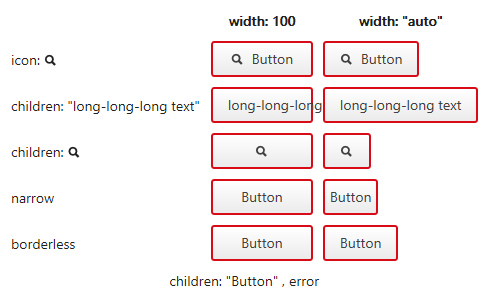 width: 100 width: "auto"
icon: Button Button
children: "long-long-long text" long-long-long long-long-long text
children:
narrow Button Button
borderless Button Button
children: "Button" , error